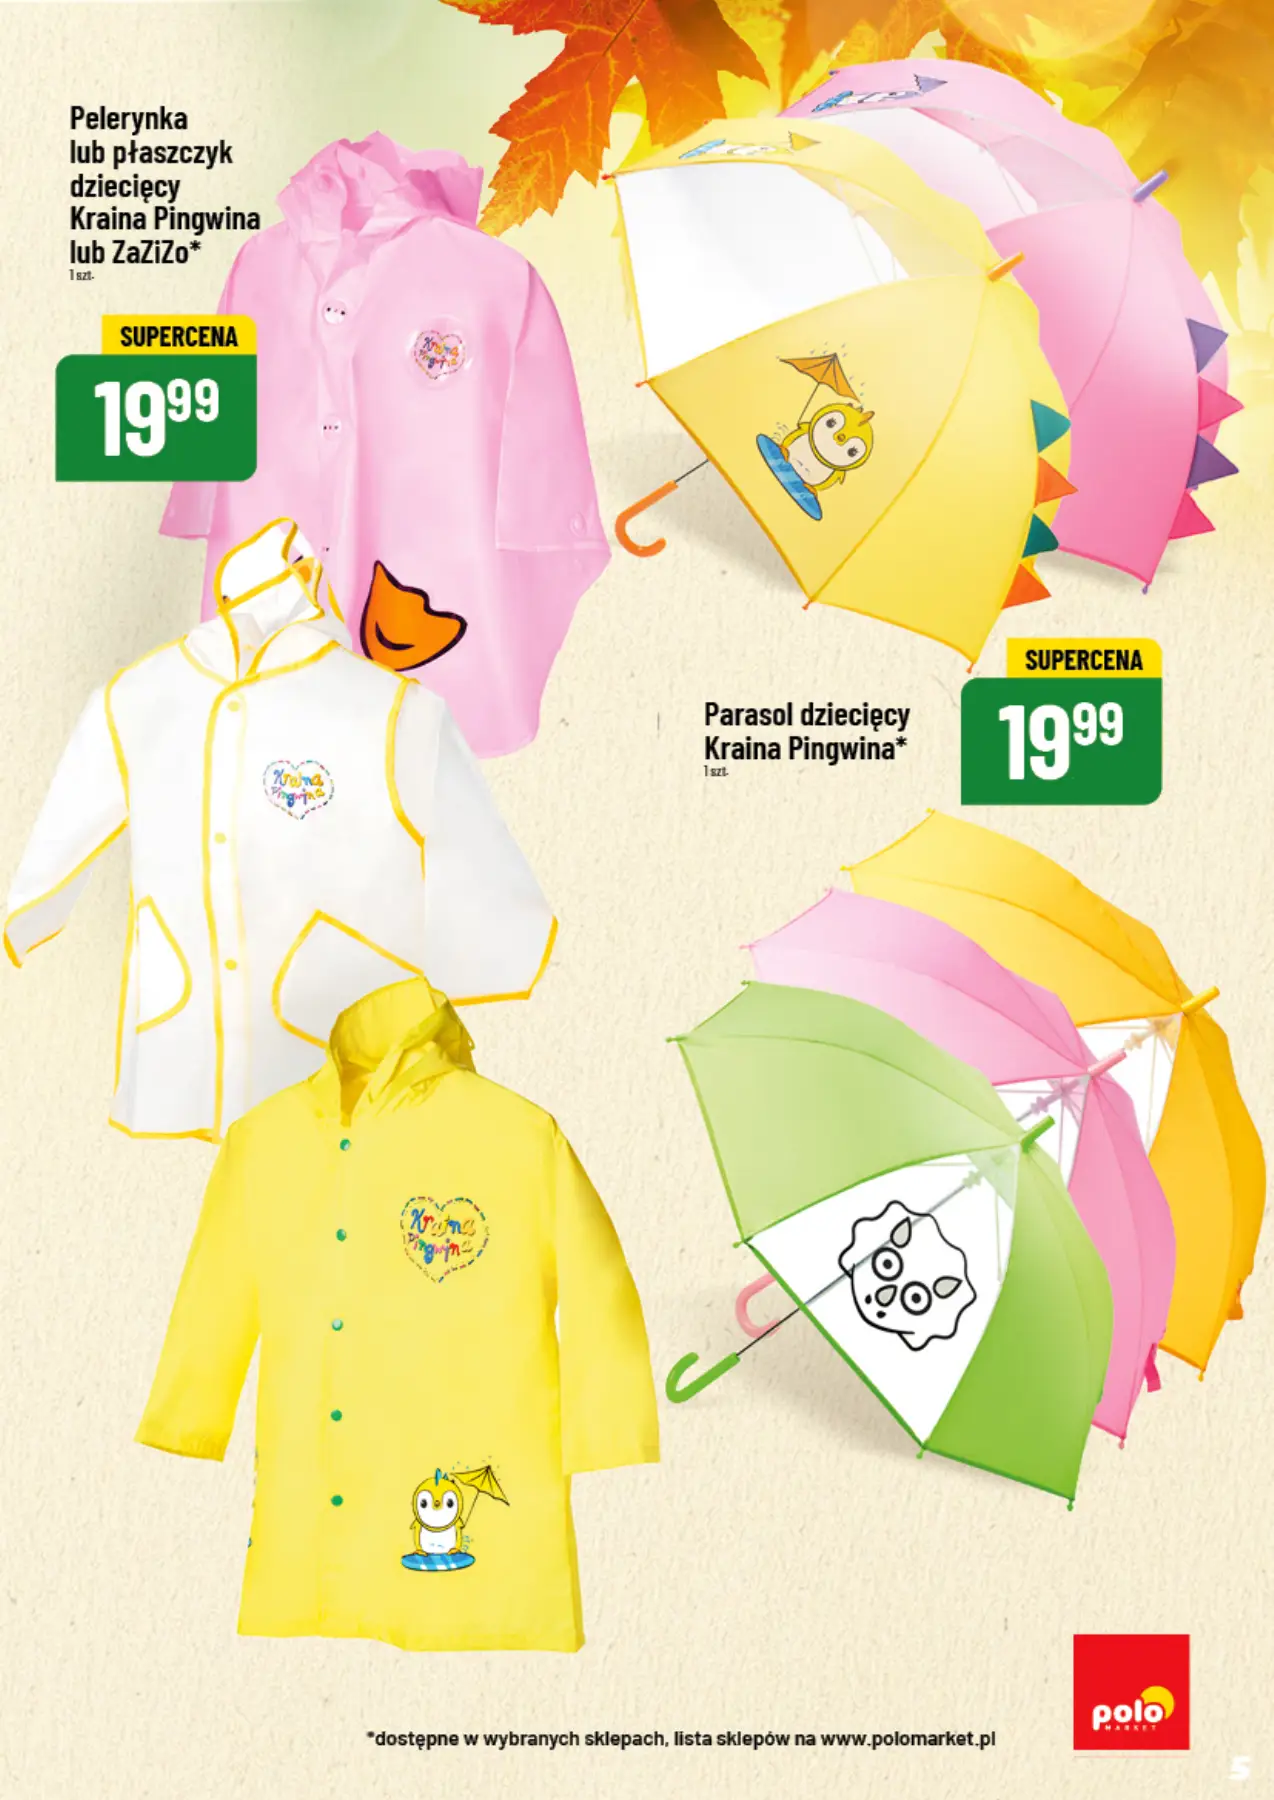 Pelerynka
lub płaszczyk
dziecięcy
Kraina Pingwina
lub ZaZiZo*
1 szt.
SUPERCENA
19 99
Kraina
Pingwina
Parasol dziecięcy
Kraina Pingwina*
1 szt.
SUPERCENA
19 99
Kraina
Pingwina
Kraina
Pingwina
polo
MARKET
*dostępne w wybranych sklepach, lista sklepów na www.polomarket.pl
5